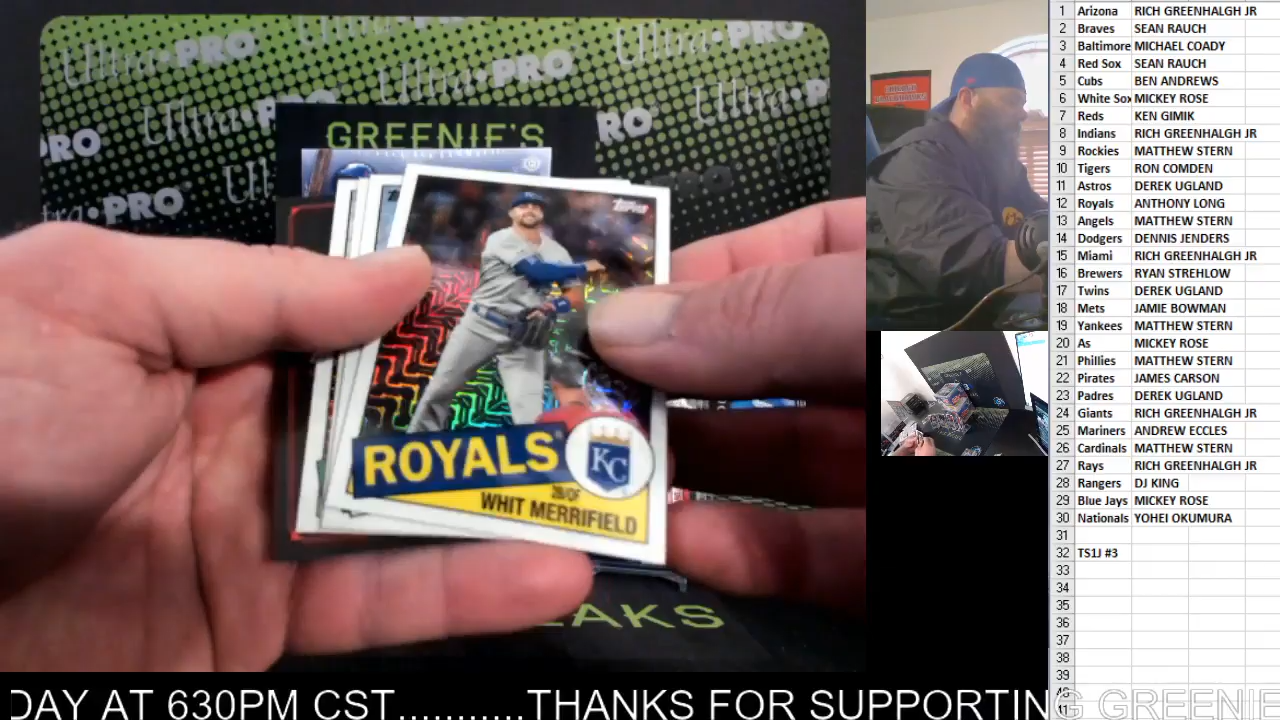 Ultra•PRO
Ultra•PRO
Ultra•PRO
Ultra•P
Ultra
PRO
RO
Ul
tra•PRO
GREENIE'S
Topps
ROYALS
KC
2B/OF
WHIT MERRIFIELD
AKS
1 Arizona RICH GREENHALGH JR
2 Braves SEAN RAUCH
3 Baltimore MICHAEL COADY
4 Red Sox SEAN RAUCH
5 Cubs BEN ANDREWS
6 White Sox MICKEY ROSE
7 Reds KEN GIMIK
8 Indians RICH GREENHALGH JR
9 Rockies MATTHEW STERN
10 Tigers RON COMDEN
11 Astros DEREK UGLAND
12 Royals ANTHONY LONG
13 Angels MATTHEW STERN
14 Dodgers DENNIS JENDERS
15 Miami RICH GREENHALGH JR
16 Brewers RYAN STREHLOW
17 Twins DEREK UGLAND
18 Mets JAMIE BOWMAN
19 Yankees MATTHEW STERN
20 As MICKEY ROSE
21 Phillies MATTHEW STERN
22 Pirates JAMES CARSON
23 Padres DEREK UGLAND
24 Giants RICH GREENHALGH JR
25 Mariners ANDREW ECCLES
26 Cardinals MATTHEW STERN
27 Rays RICH GREENHALGH JR
28 Rangers DJ KING
29 Blue Jays MICKEY ROSE
30 Nationals YOHEI OKUMURA
31
32 TS1J #3
33
34
35
36
37
38
39
40
41
DAY AT 630PM CST...........THANKS FOR SUPPORTING GREENIE